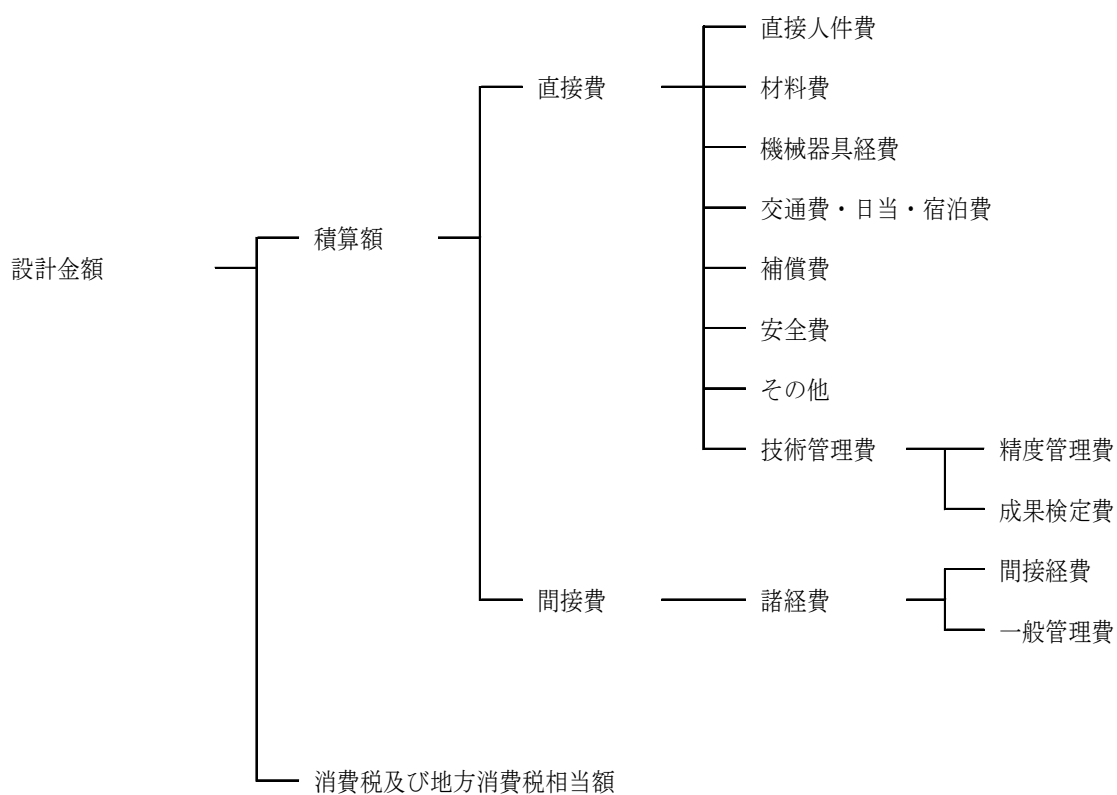 直接人件費
直接費
材料費
機械器具経費
交通費・日当・宿泊費
積算額
設計金額
補償費
安全費
その他
技術管理費
精度管理費
成果検定費
間接経費
間接費
諸経費
一般管理費
消費税及び地方消費税相当額